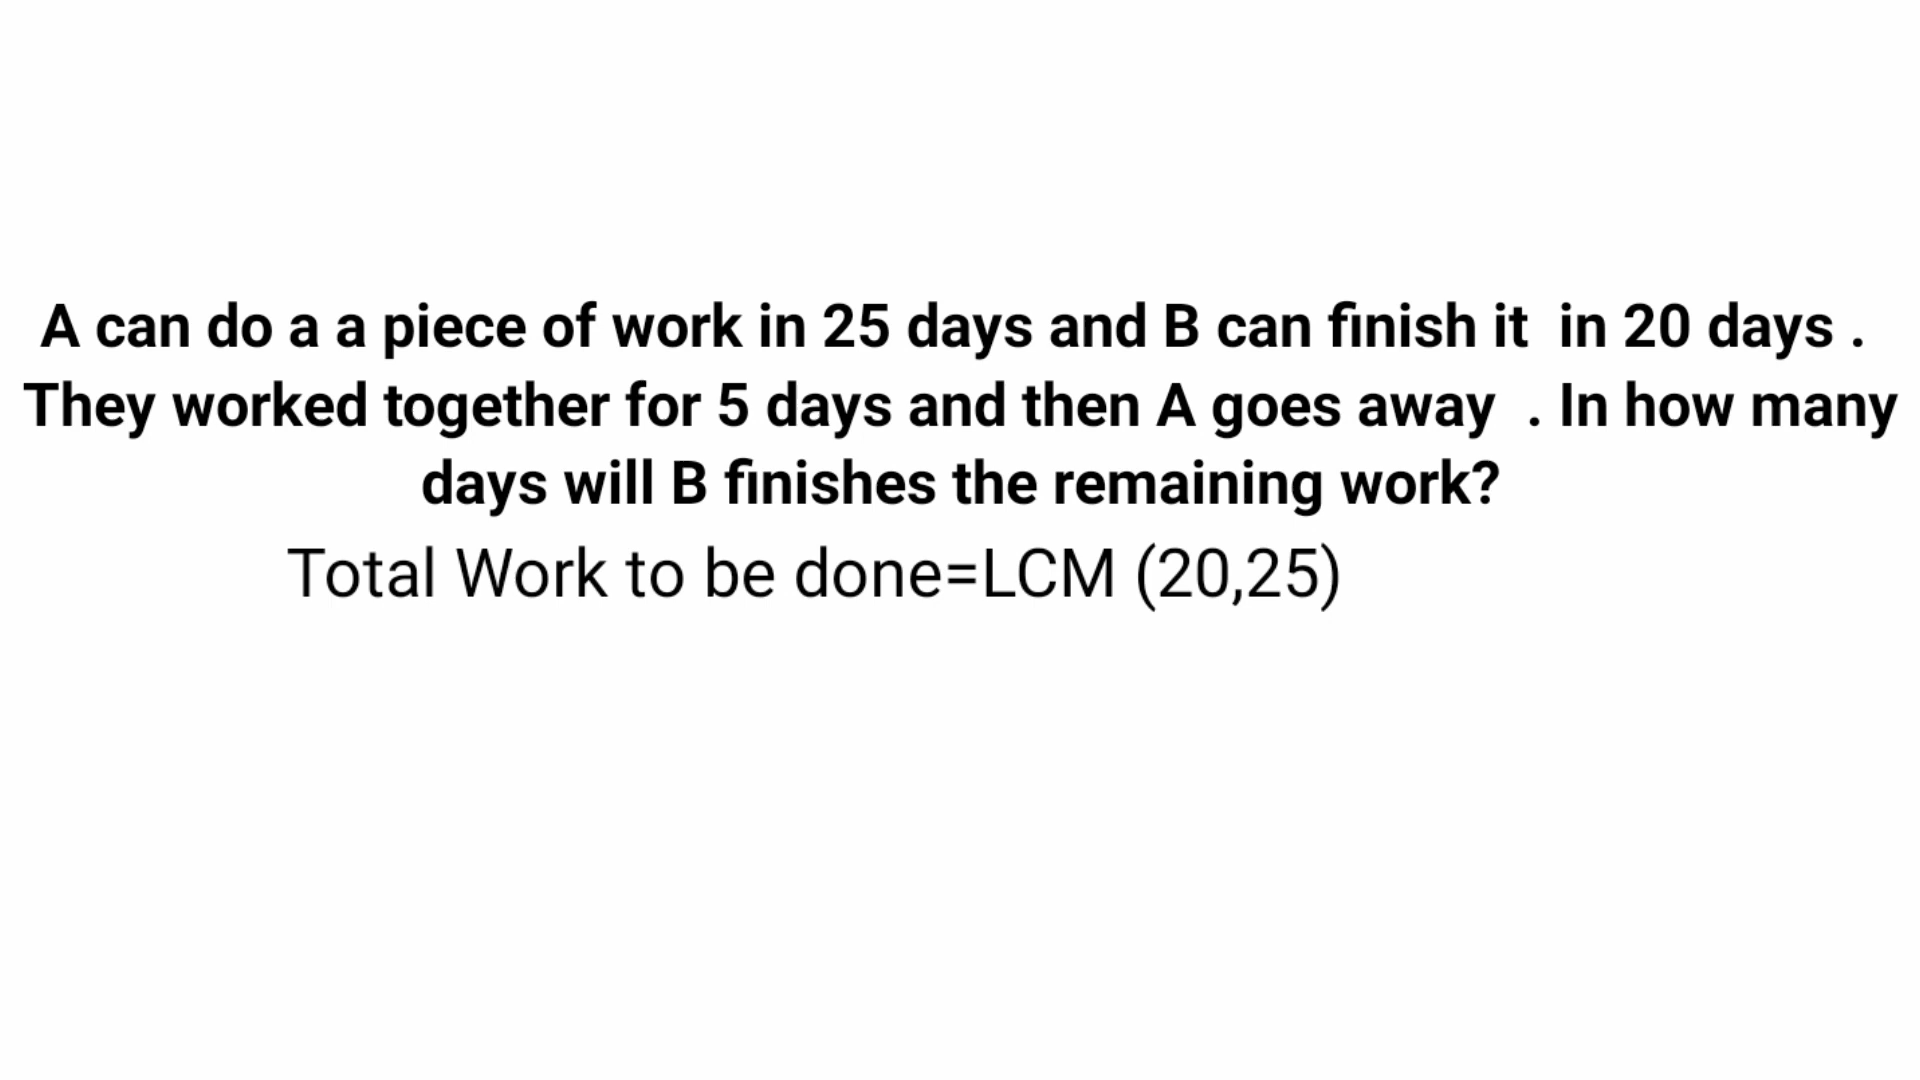 A can do a a piece of work in 25 days and B can finish it  in 20 days .
They worked together for 5 days and then A goes away  . In how many
days will B finishes the remaining work?
Total Work to be done=LCM (20,25)